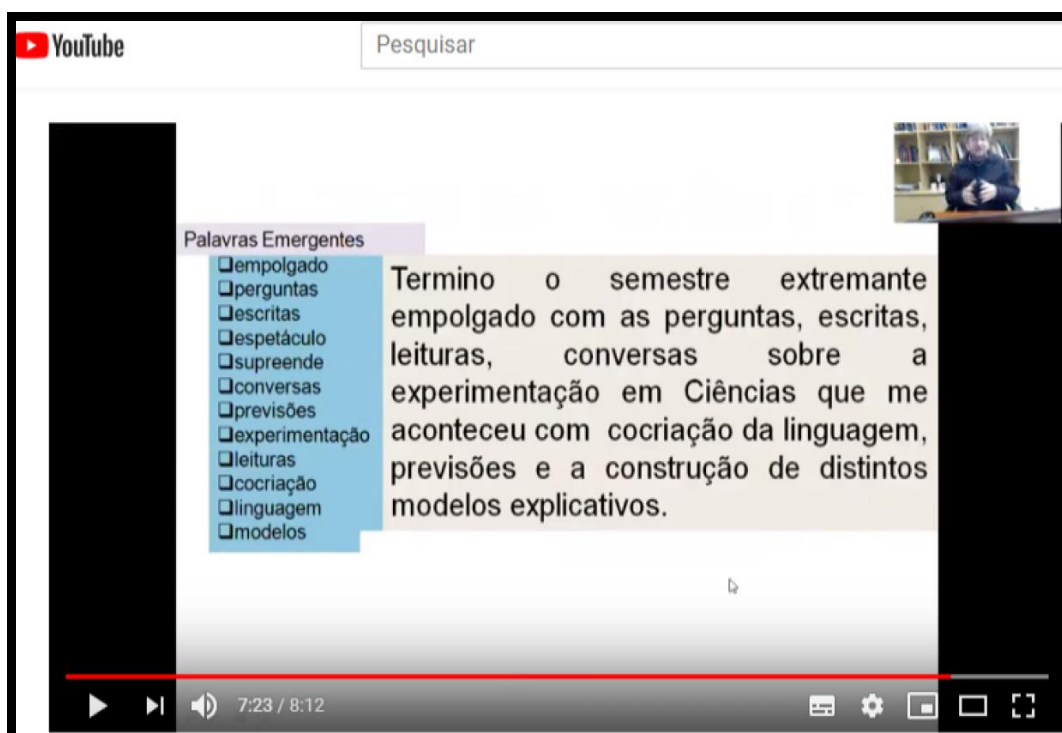 YouTube
Pesquisar
Palavras Emergentes
empolgado
perguntas
escritas
espetáculo
supreende
conversas
previsões
experimentação
leituras
cocriação
linguagem
modelos
Termino o semestre extremante
empolgado com as perguntas, escritas,
leituras, conversas sobre a
experimentação em Ciências que me
aconteceu com cocriação da linguagem,
previsões e a construção de distintos
modelos explicativos.
7:23 / 8:12